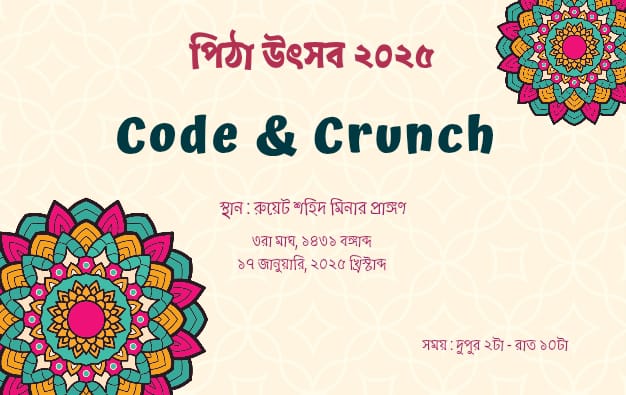 পিঠা উৎসব ২০২৫
Code & Crunch
স্থান : রুয়েট শহিদ মিনার প্রাঙ্গণ
৩রা মাঘ, ১৪৩১ বঙ্গাব্দ
১৭ জানুয়ারি, ২০২৫ খ্রিস্টাব্দ
সময় : দুপুর ২টা - রাত ১০টা